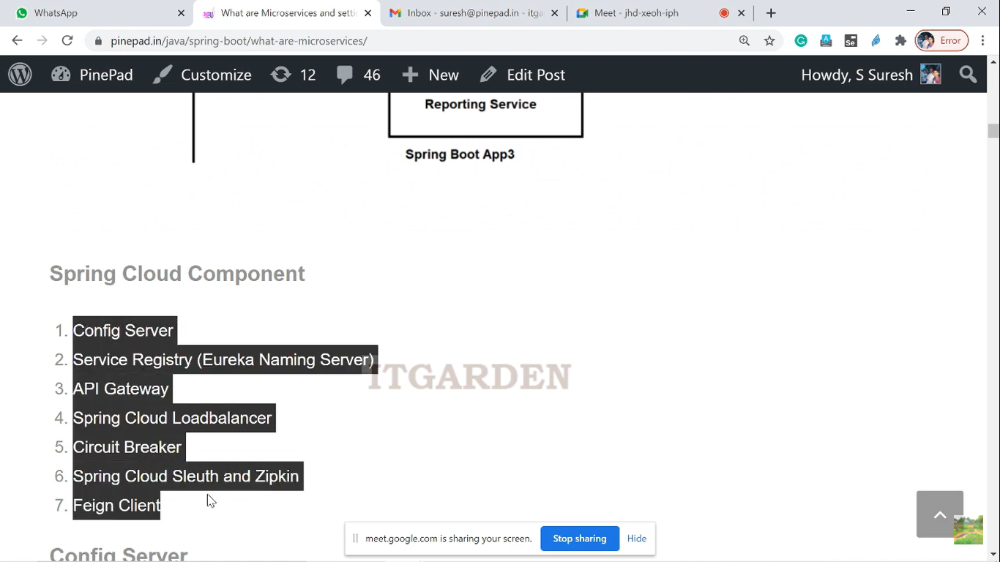 WhatsApp
What are Microservices and setti
Inbox - suresh@pinepad.in - itga
Meet - jhd-xeoh-iph
pinepad.in/java/spring-boot/what-are-microservices/
Se
Error
PinePad
Customize
12
46
New
Edit Post
Howdy, S Suresh
Reporting Service
Spring Boot App3
Spring Cloud Component
1. Config Server
2. Service Registry (Eureka Naming Server)
3. API Gateway
4. Spring Cloud Loadbalancer
5. Circuit Breaker
6. Spring Cloud Sleuth and Zipkin
7. Feign Client
ITGARDEN
meet.google.com is sharing your screen.
Stop sharing
Hide
Config Server